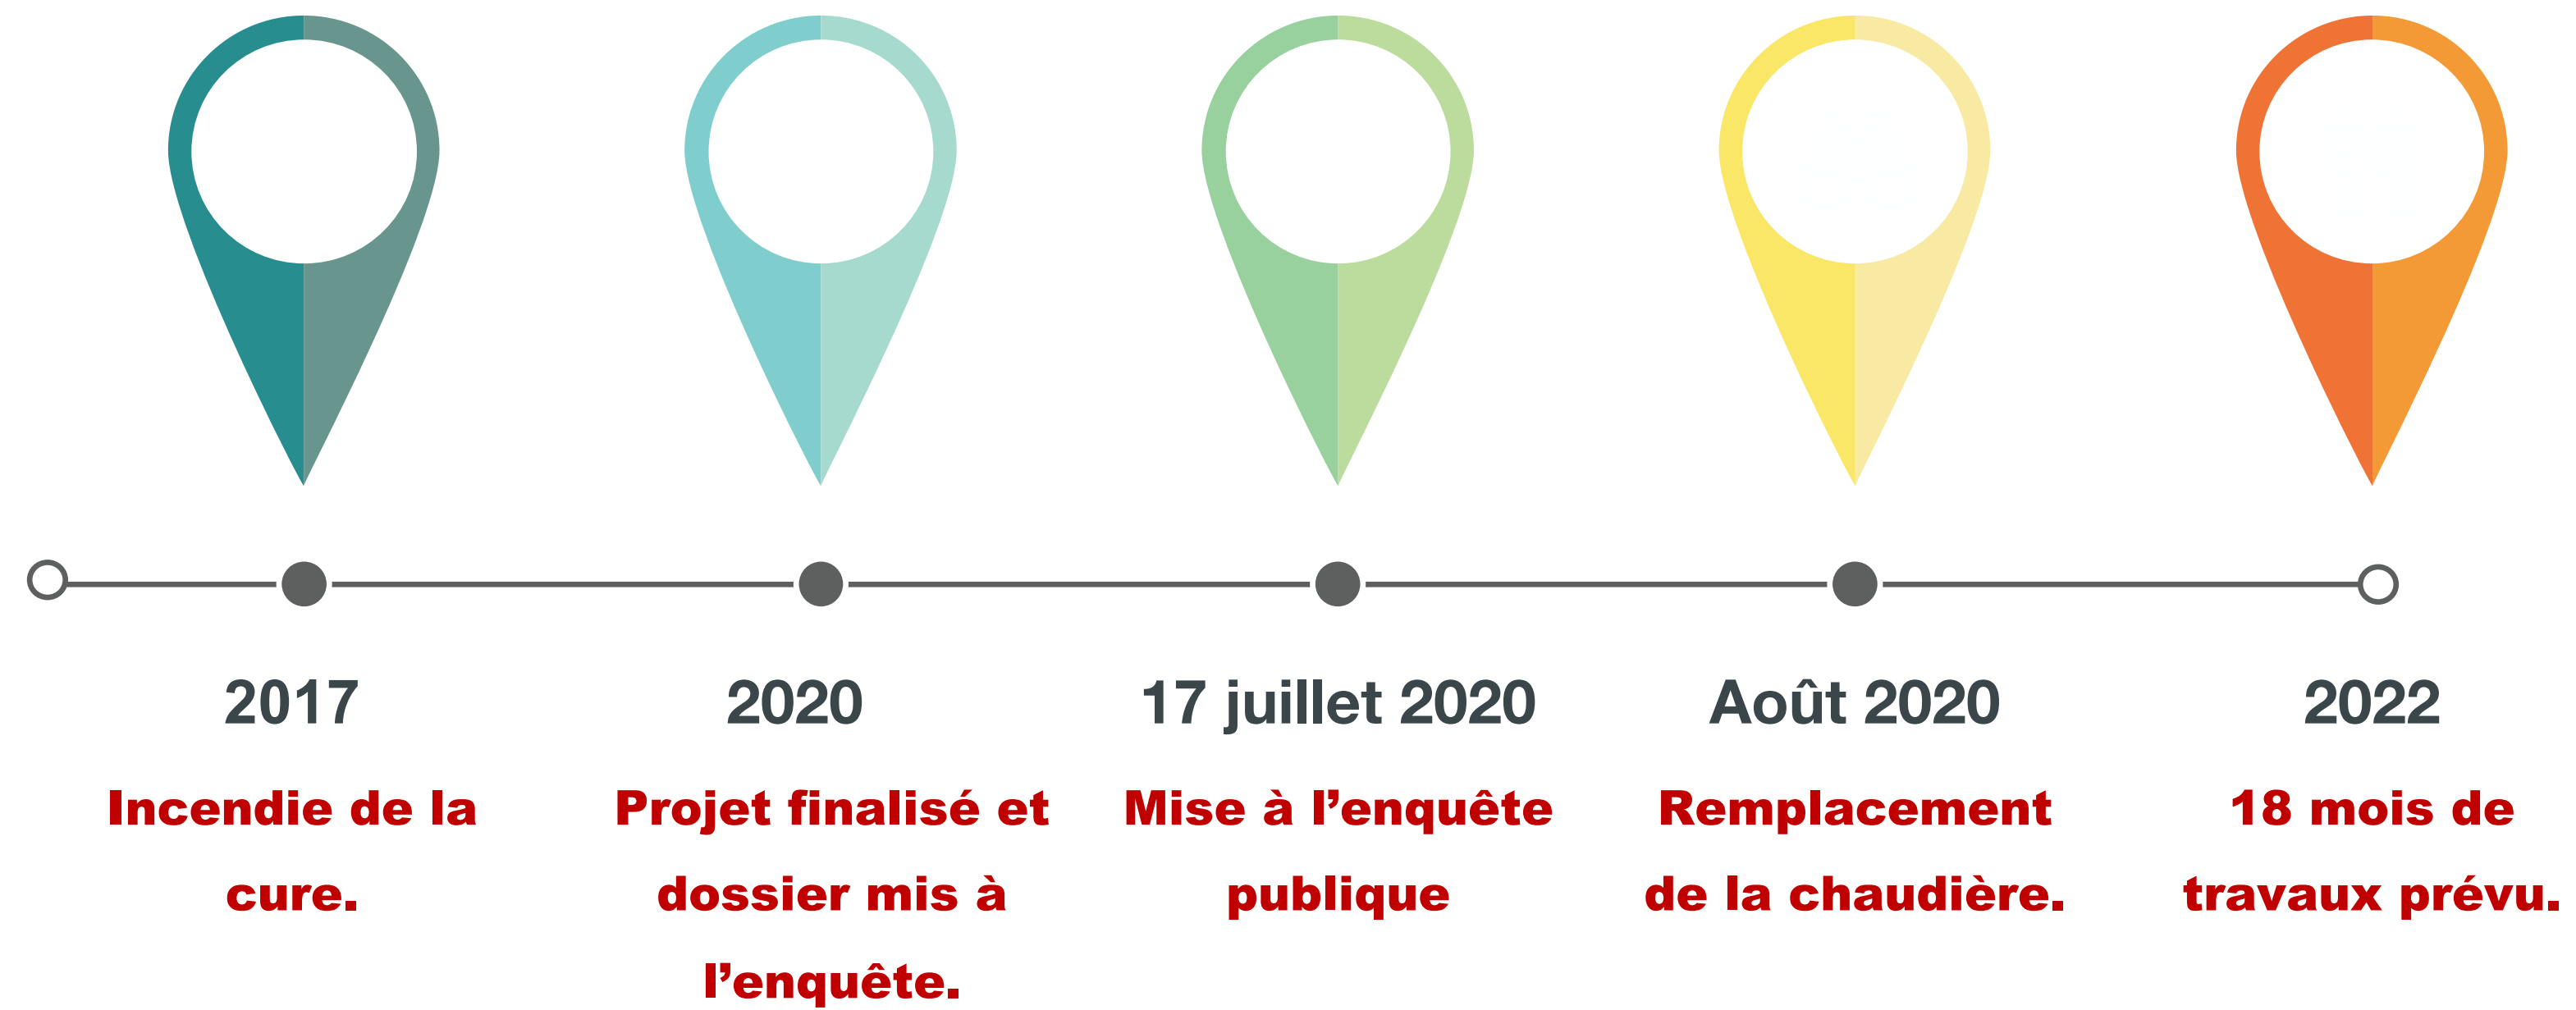 2017
Incendie de la
cure.
2020
Projet finalisé et
dossier mis à
l’enquête.
17 juillet 2020
Mise à l’enquête
publique
Août 2020
Remplacement
de la chaudière.
2022
18 mois de
travaux prévu.